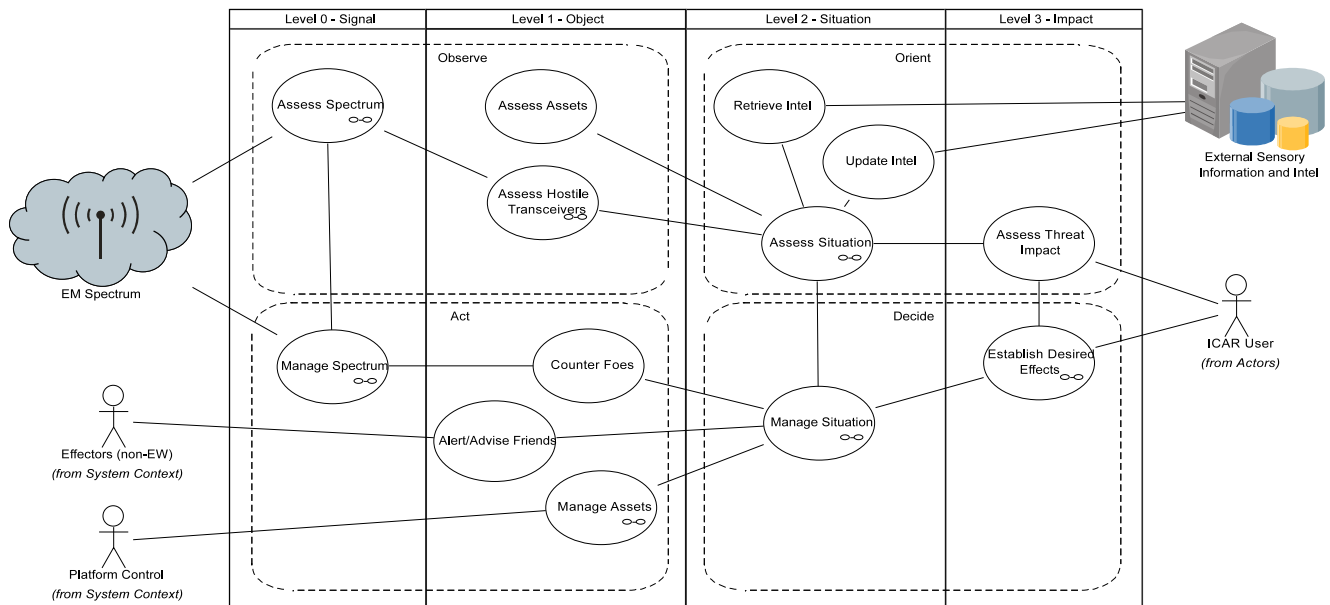 Level 0 - Signal
Level 1 - Object
Level 2 - Situation
Level 3 - Impact
Observe
Orient
Assess Spectrum
Assess Assets
Retrieve Intel
Update Intel
External Sensory
Information and Intel
Assess Hostile
Transceivers
Assess Situation
Assess Threat
Impact
EM Spectrum
Act
Decide
ICAR User
(from Actors)
Manage Spectrum
Counter Foes
Establish Desired
Effects
Manage Situation
Alert/Advise Friends
Effectors (non-EW)
(from System Context)
Manage Assets
Platform Control
(from System Context)